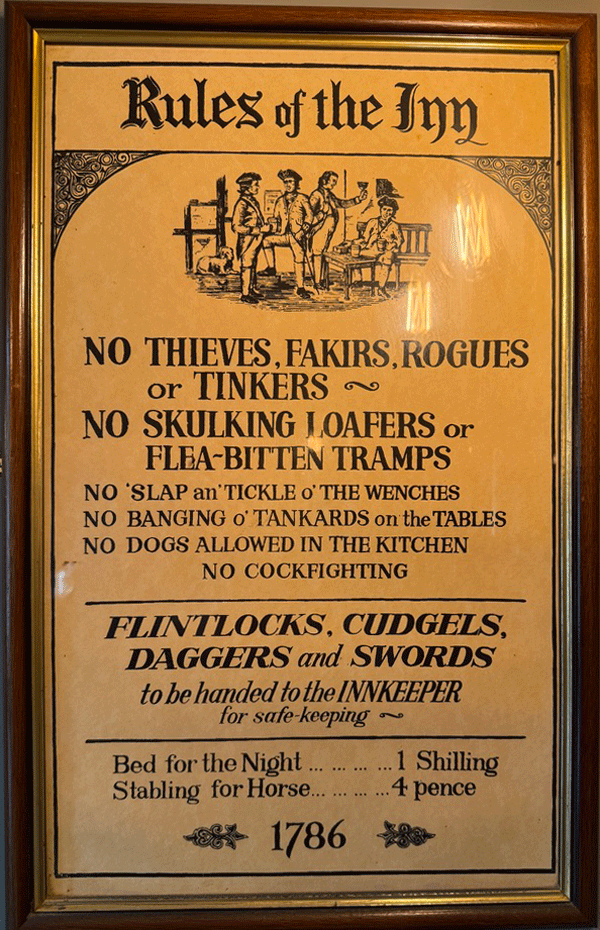 Rules of the Inn
NO THIEVES, FAKIRS, ROGUES
or TINKERS ~
NO SKULKING LOAFERS or
FLEA-BITTEN TRAMPS
NO 'SLAP an' TICKLE o' THE WENCHES
NO BANGING o' TANKARDS on the TABLES
NO DOGS ALLOWED IN THE KITCHEN
NO COCKFIGHTING
FLINTLOCKS, CUDGELS,
DAGGERS and SWORDS
to be handed to the INNKEEPER
for safe-keeping ~
Bed for the Night ... ... ... ...1 Shilling
Stabling for Horse... ... ... ...4 pence
1786